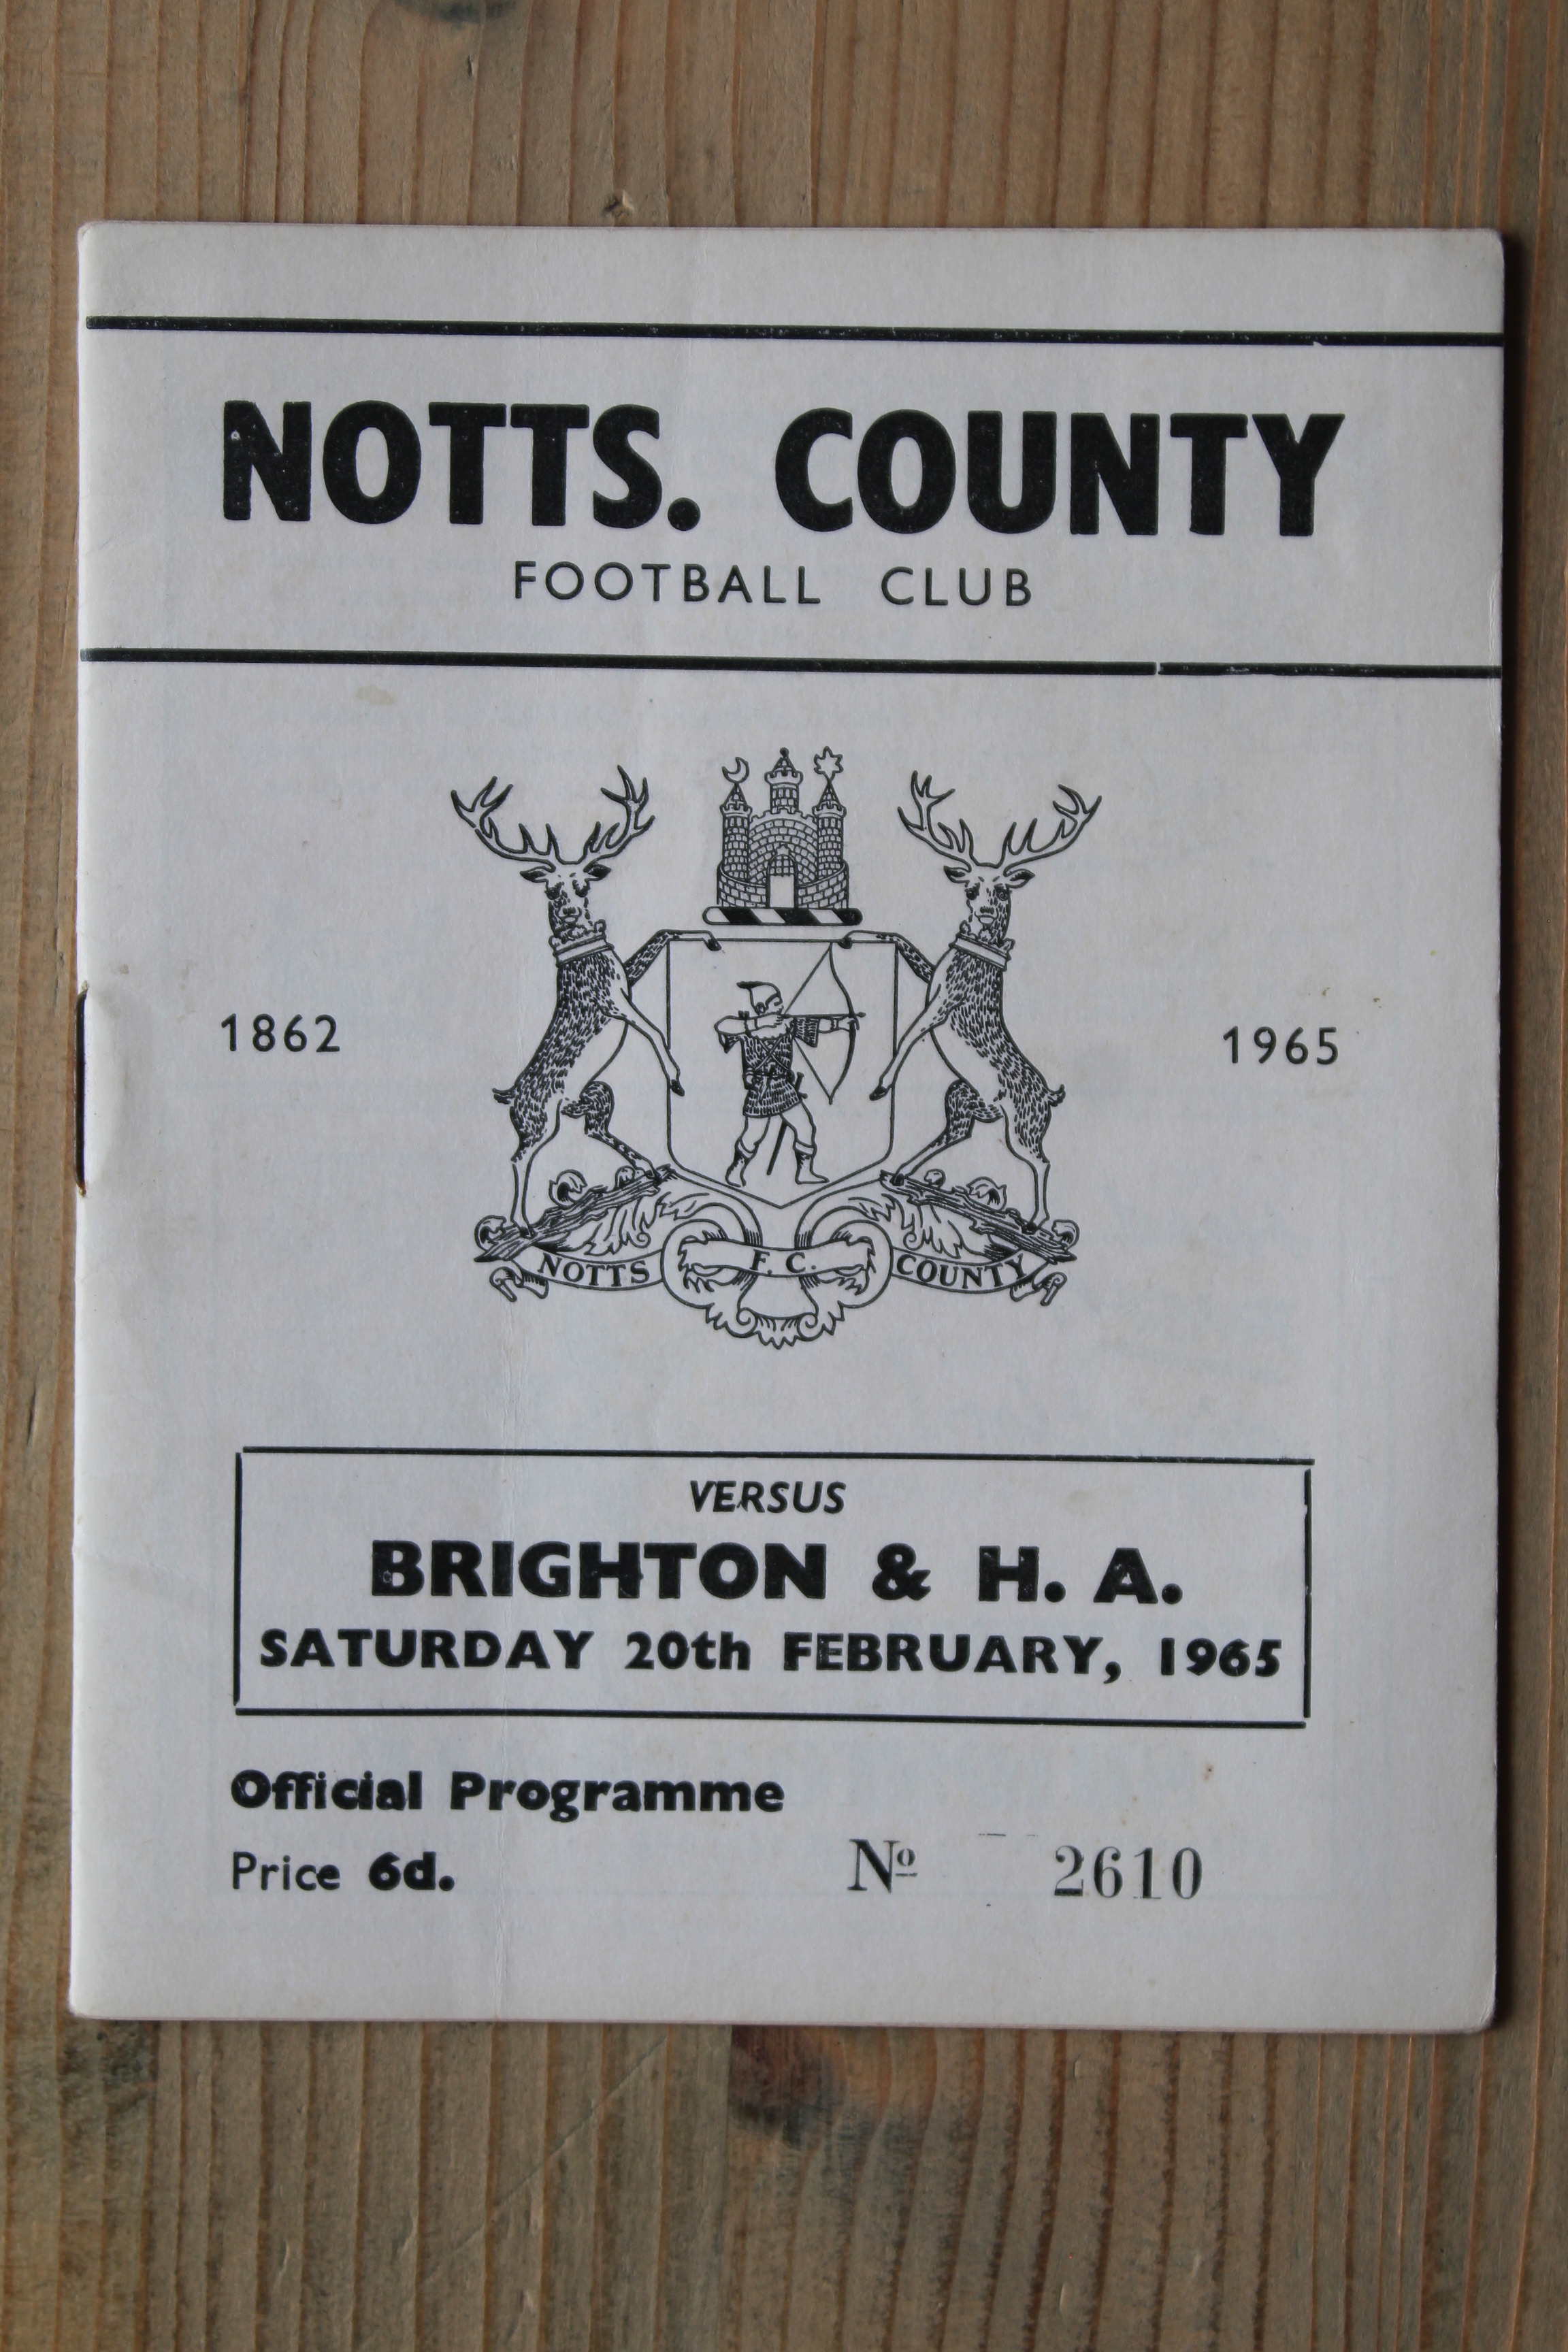 NOTTS. COUNTY
FOOTBALL CLUB
1862 1965
NOTTS F. C. COUNTY
VERSUS
BRIGHTON & H. A.
SATURDAY 20th FEBRUARY, 1965
Official Programme
Price 6d. Nº 2610